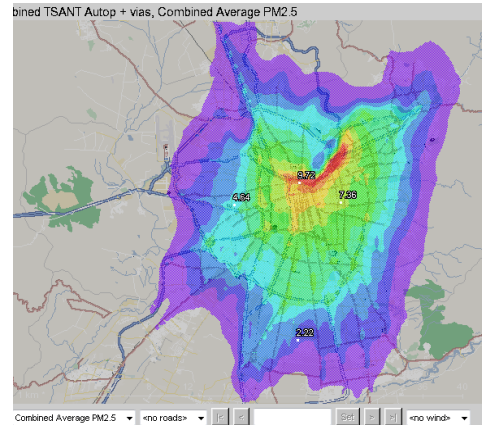 bined TSANT Autop + vias, Combined Average PM2.5
9.72
4.64
7.36
2.22
Combined Average PM2.5 <no roads> |< < Set > >| <no wind>